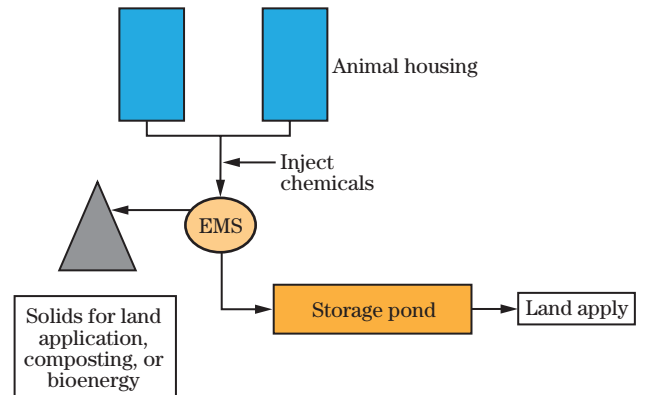 Animal housing
Inject
chemicals
EMS
Storage pond
Land apply
Solids for land
application,
composting, or
bioenergy